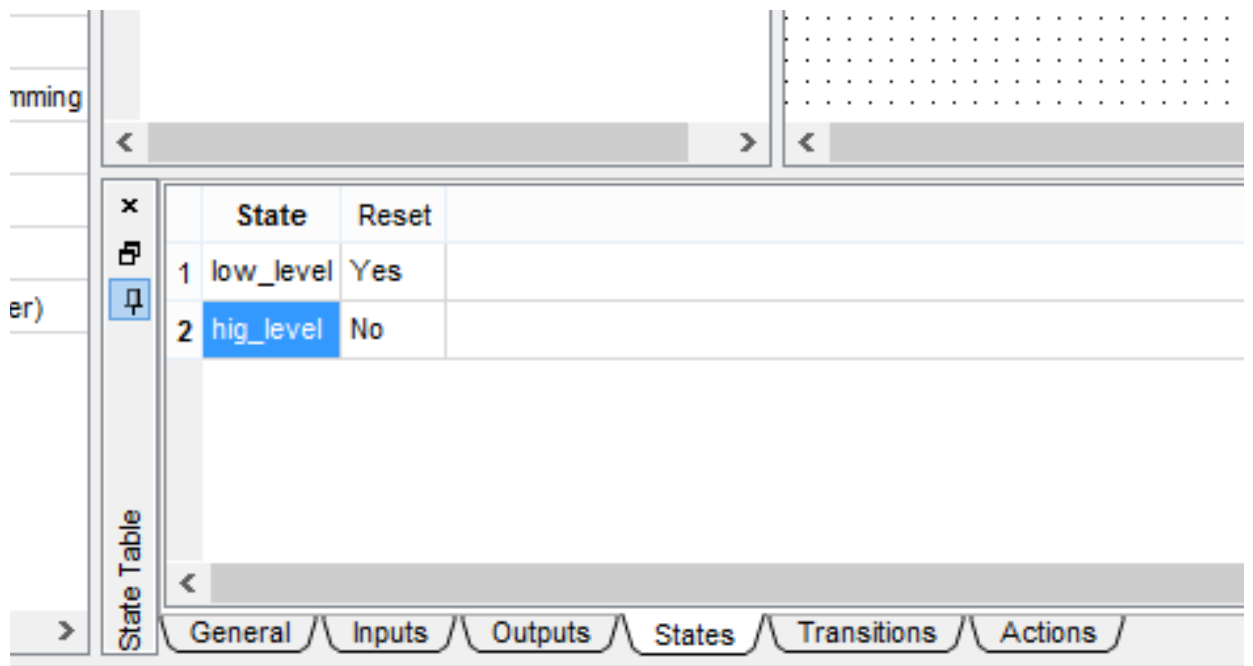 mming
er)
State Reset
1 low_level Yes
2 hig_level No
State Table
General Inputs Outputs States Transitions Actions